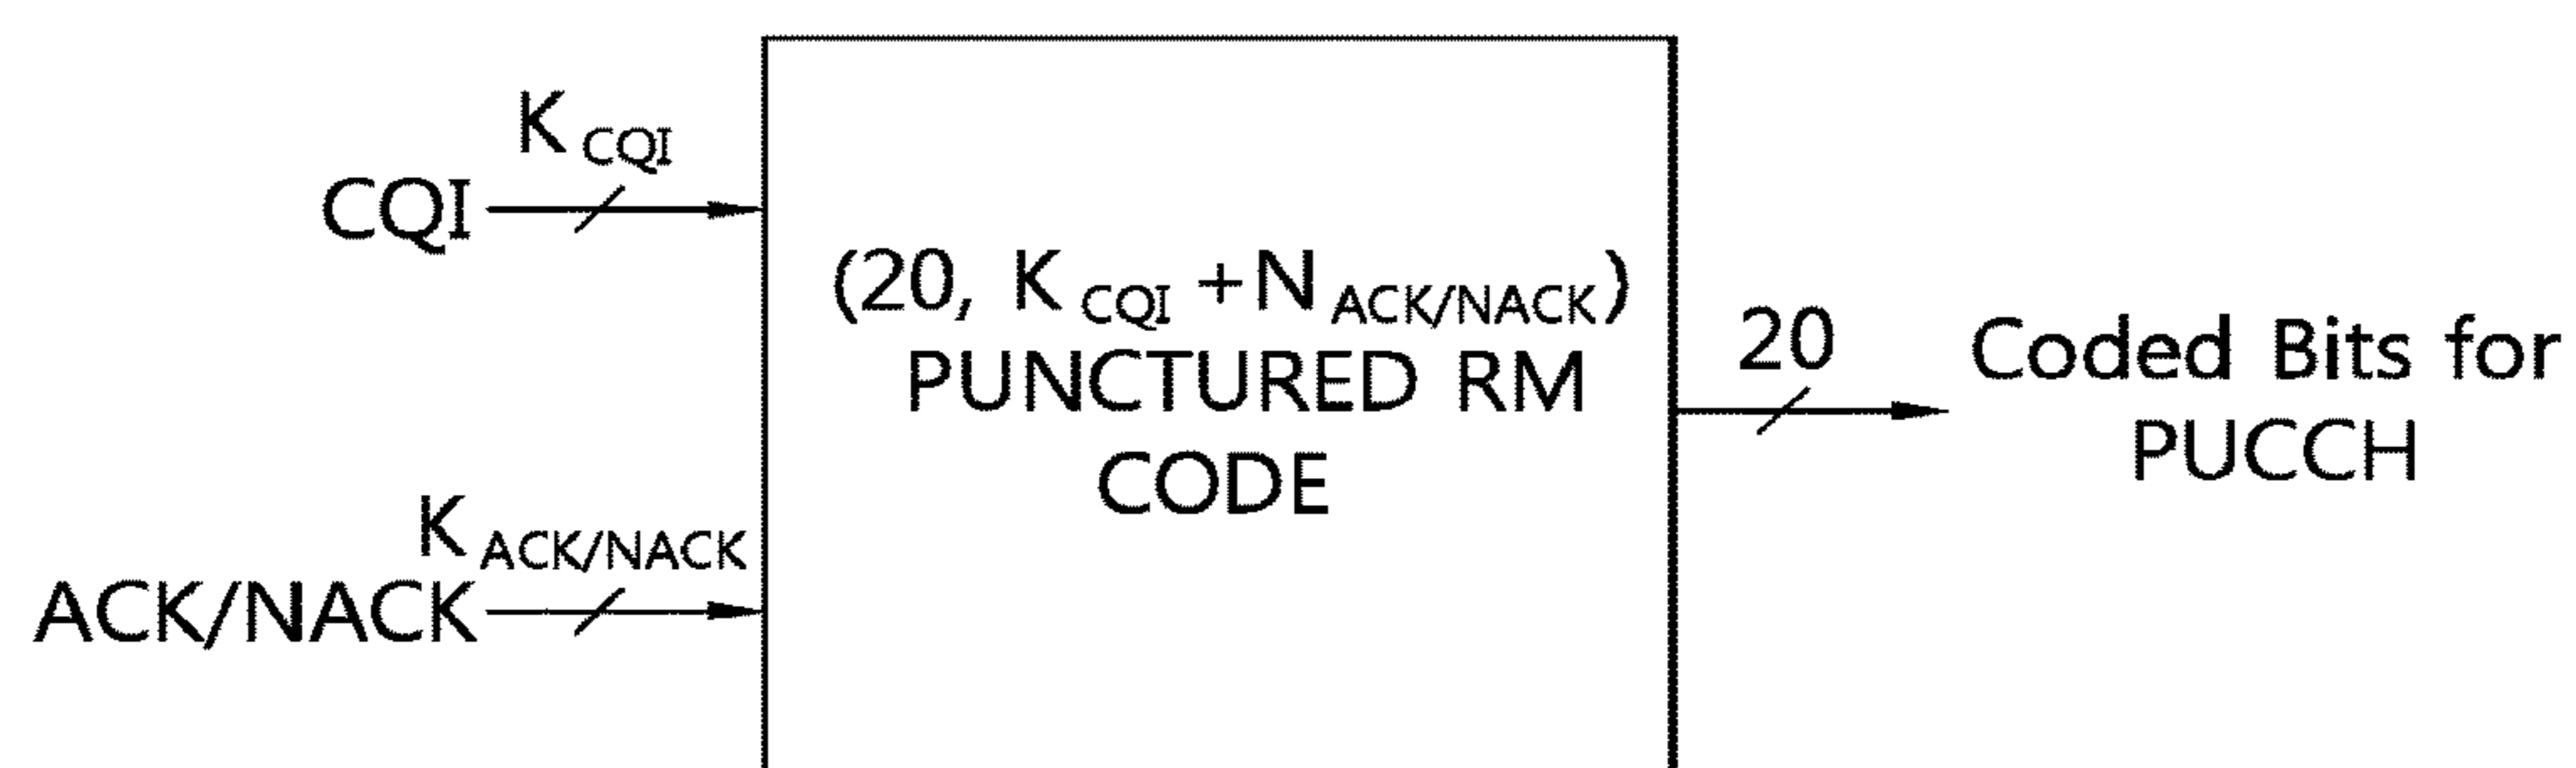 K CQI
CQI
(20, K CQI +N ACK/NACK)
PUNCTURED RM
CODE
20
Coded Bits for
PUCCH
K ACK/NACK
ACK/NACK